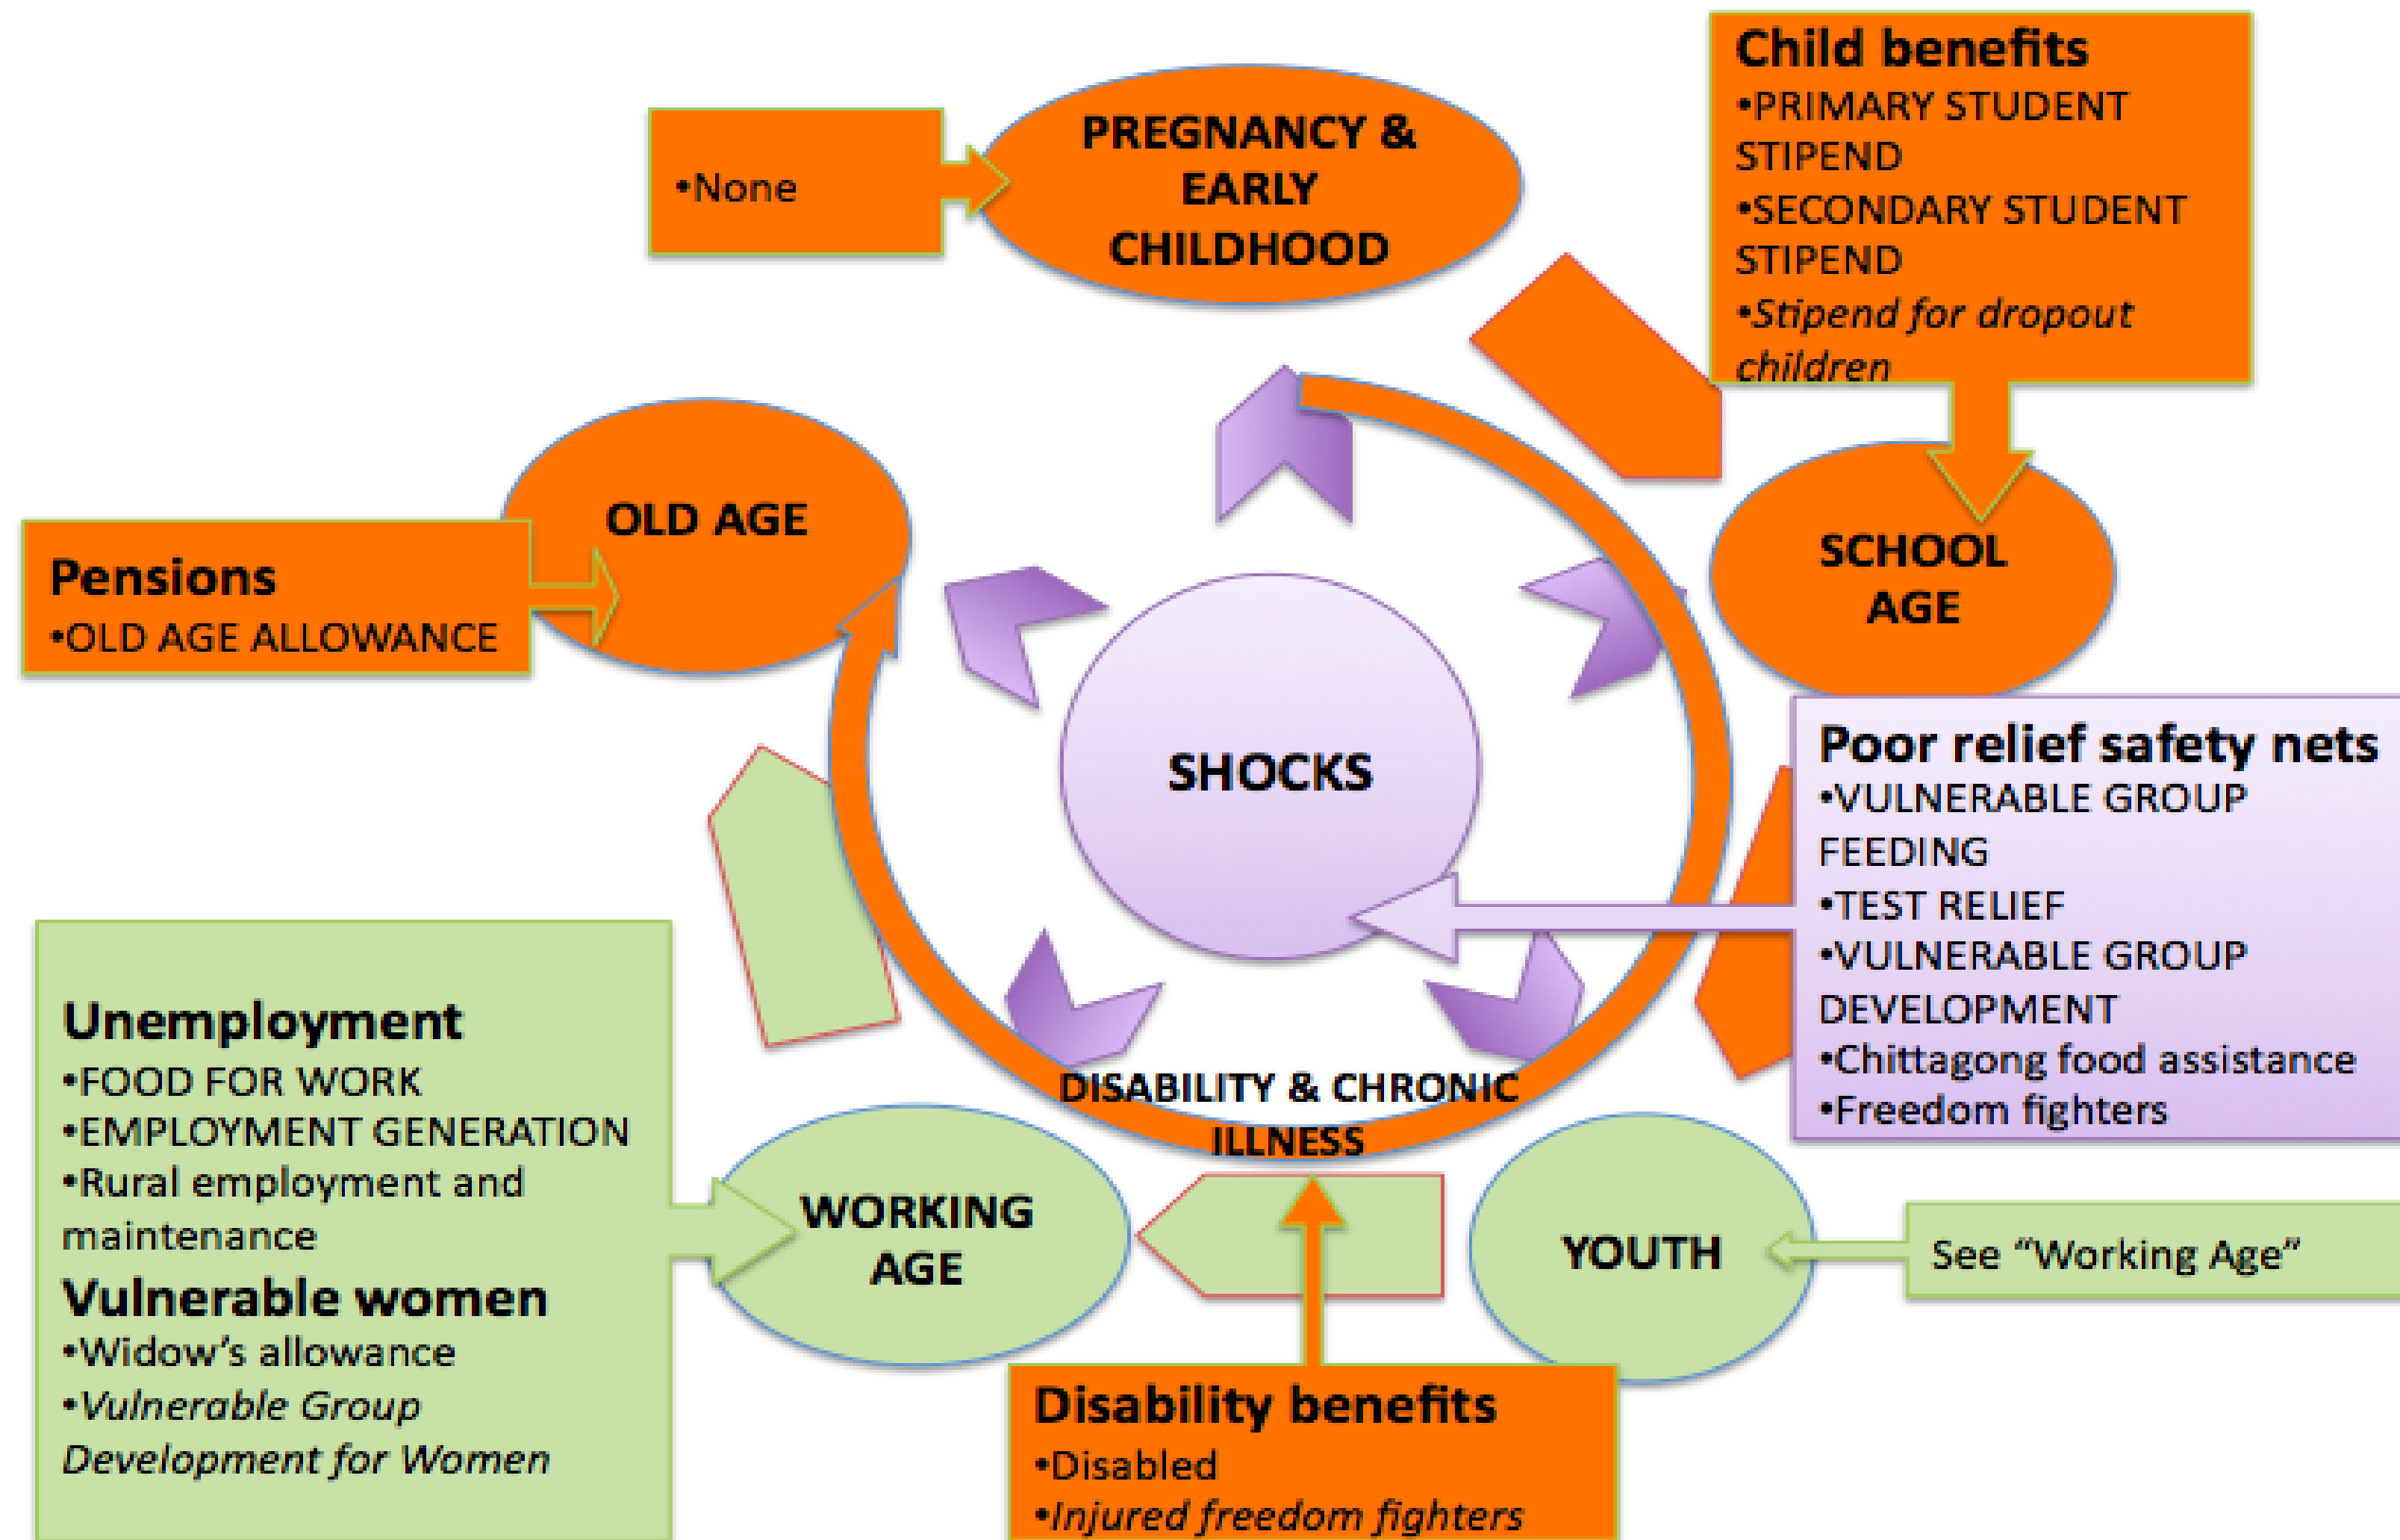 Child benefits
•PRIMARY STUDENT
STIPEND
•SECONDARY STUDENT
STIPEND
•Stipend for dropout
children
PREGNANCY &
EARLY
CHILDHOOD
•None
OLD AGE
Pensions
•OLD AGE ALLOWANCE
SCHOOL
AGE
SHOCKS
Poor relief safety nets
•VULNERABLE GROUP
FEEDING
•TEST RELIEF
•VULNERABLE GROUP
DEVELOPMENT
•Chittagong food assistance
•Freedom fighters
Unemployment
•FOOD FOR WORK
•EMPLOYMENT GENERATION
•Rural employment and
maintenance
Vulnerable women
•Widow's allowance
•Vulnerable Group
Development for Women
DISABILITY & CHRONIC
ILLNESS
WORKING
AGE
YOUTH
See "Working Age"
Disability benefits
•Disabled
•Injured freedom fighters